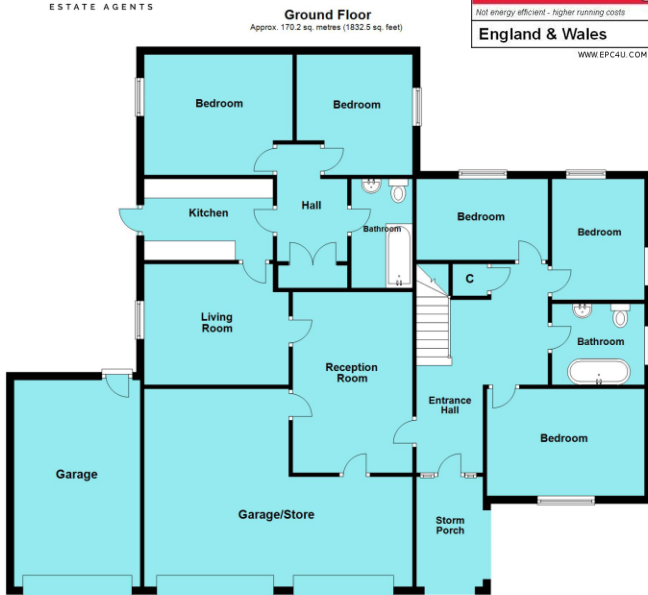 ESTATE AGENTS
Ground Floor
Approx. 170.2 sq. metres (1832.5 sq. feet)
Not energy efficient - higher running costs
England & Wales
WWW.EPC4U.COM
Bedroom
Bedroom
Kitchen
Hall
Bathroom
Bedroom
Bedroom
C
Living
Room
Reception
Room
Bathroom
Entrance
Hall
Bedroom
Garage
Garage/Store
Storm
Porch